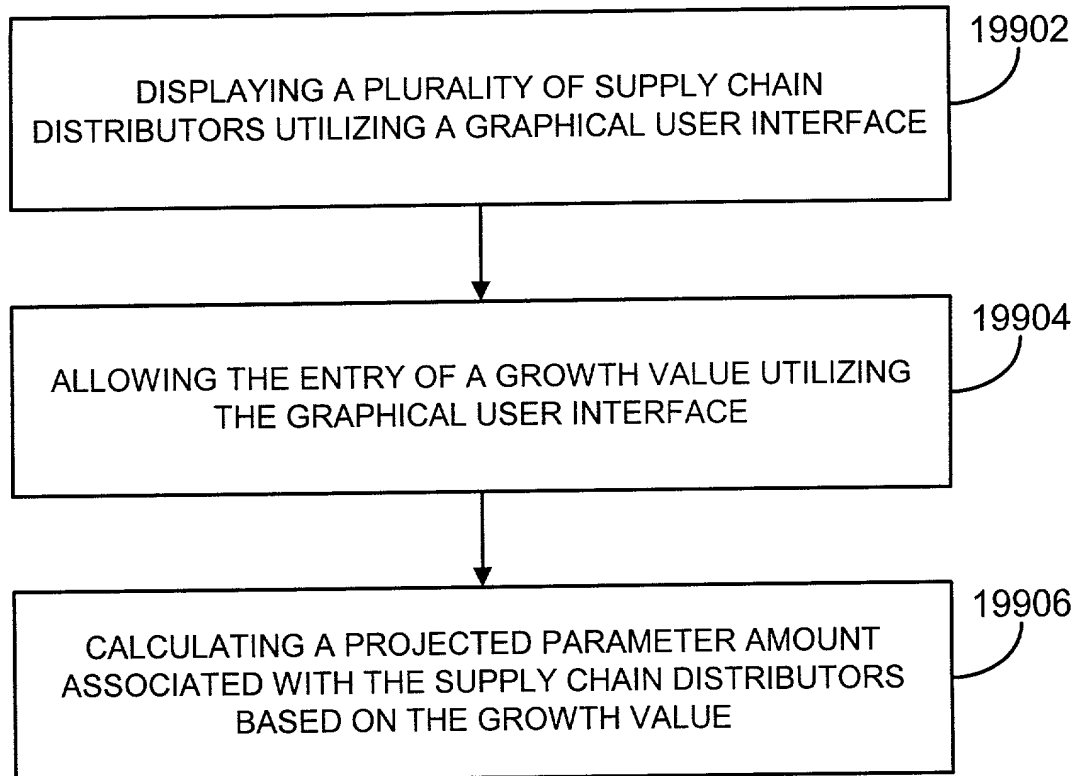 19902
DISPLAYING A PLURALITY OF SUPPLY CHAIN
DISTRIBUTORS UTILIZING A GRAPHICAL USER INTERFACE
19904
ALLOWING THE ENTRY OF A GROWTH VALUE UTILIZING
THE GRAPHICAL USER INTERFACE
19906
CALCULATING A PROJECTED PARAMETER AMOUNT
ASSOCIATED WITH THE SUPPLY CHAIN DISTRIBUTORS
BASED ON THE GROWTH VALUE